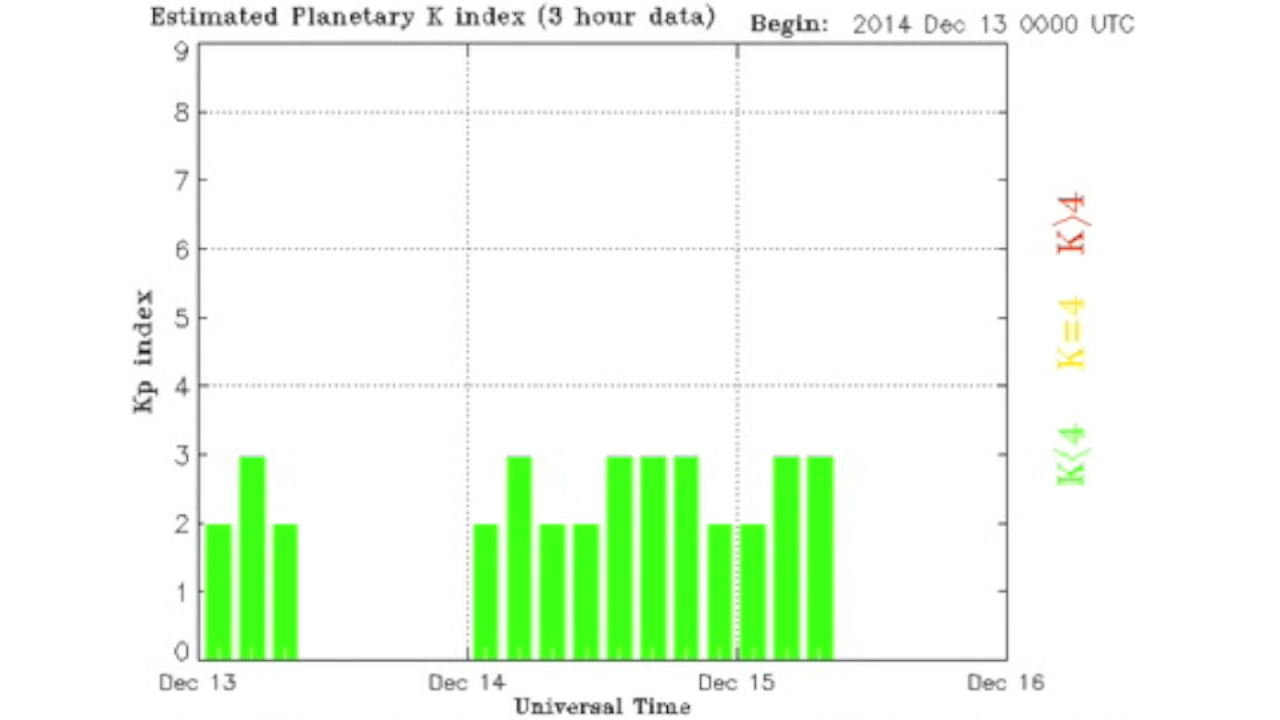 Estimated Planetary K index (3 hour data) Begin: 2014 Dec 13 0000 UTC
9
8
7
6
5
4
3
2
1
0
Kp index
K>4
K=4
K<4
Dec 13 Dec 14 Dec 15 Dec 16
Universal Time